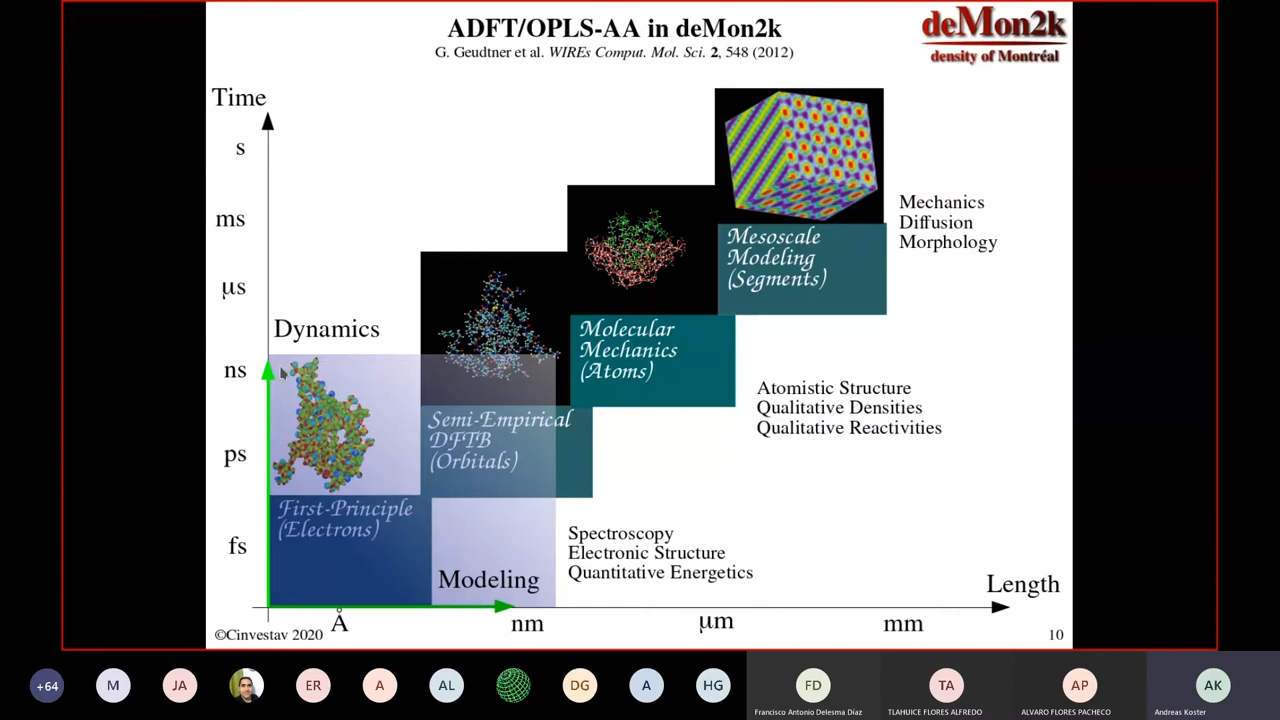 ADFT/OPLS-AA in deMon2k
G. Geudtner et al. WIREs Comput. Mol. Sci. 2, 548 (2012)
deMon2k
density of Montréal
Time
s
ms
μs
ns
ps
fs
Dynamics
Mesoscale
Modeling
(Segments)
Mechanics
Diffusion
Morphology
Molecular
Mechanics
(Atoms)
Atomistic Structure
Qualitative Densities
Qualitative Reactivities
Semi-Empirical
DFTB
(Orbitals)
First-Principle
(Electrons)
Spectroscopy
Electronic Structure
Quantitative Energetics
Modeling
Length
Å
nm
μm
mm
©Cinvestav 2020
10
+64
M
JA
ER
A
AL
DG
A
HG
FD
Francisco Antonio Delesma Díaz
TA
TLAHUICE FLORES ALFREDO
AP
ALVARO FLORES PACHECO
AK
Andreas Koster